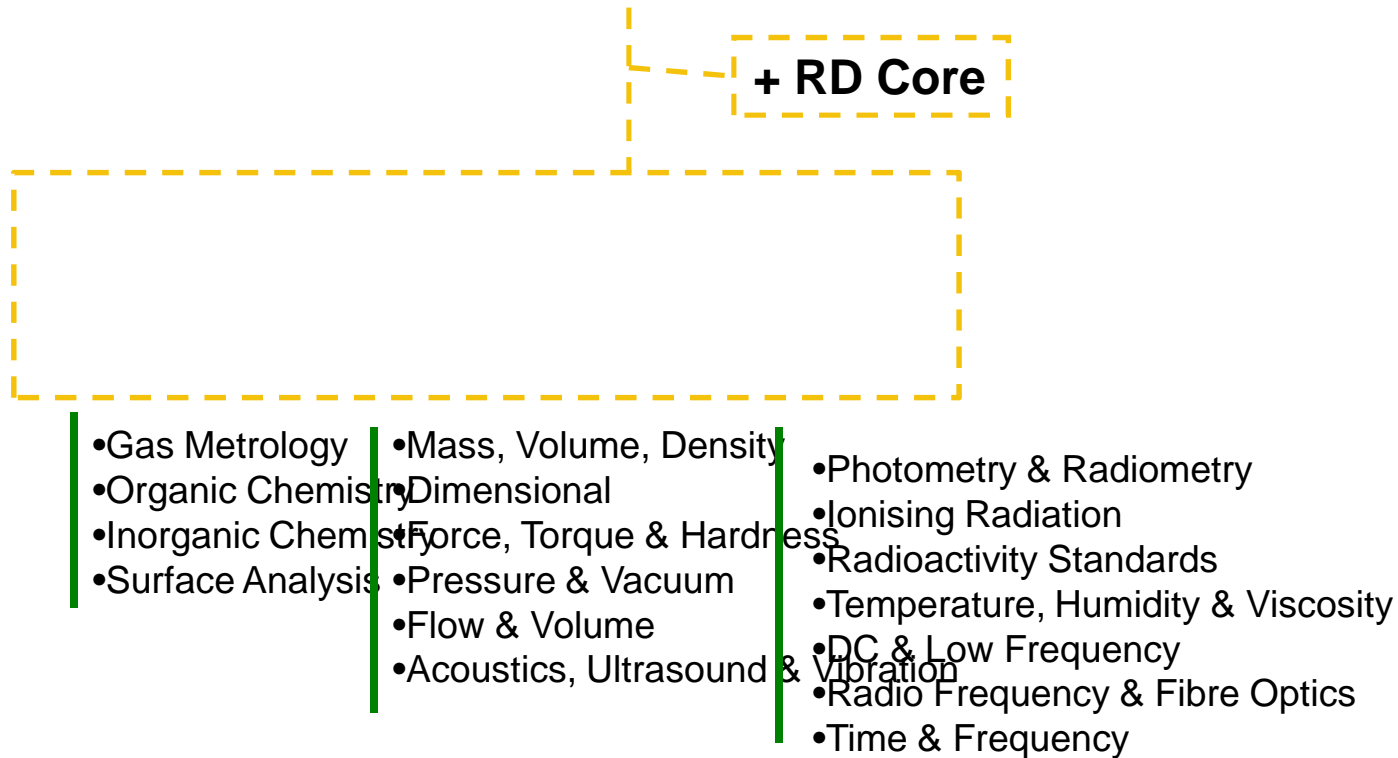 + RD Core
•Gas Metrology
•Organic Chemistry
•Inorganic Chemistry
•Surface Analysis
•Mass, Volume, Density
•Dimensional
•Force, Torque & Hardness
•Pressure & Vacuum
•Flow & Volume
•Acoustics, Ultrasound & Vibration
•Photometry & Radiometry
•Ionising Radiation
•Radioactivity Standards
•Temperature, Humidity & Viscosity
•DC & Low Frequency
•Radio Frequency & Fibre Optics
•Time & Frequency